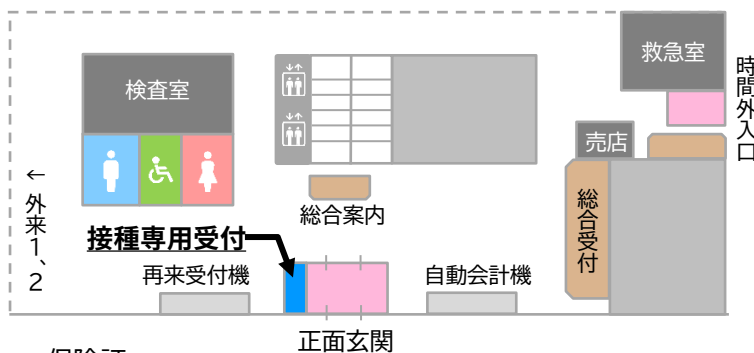 救急室
検査室
時間外入口
売店
← 外来1、2
総合案内
総合受付
接種専用受付
再来受付機
自動会計機
正面玄関